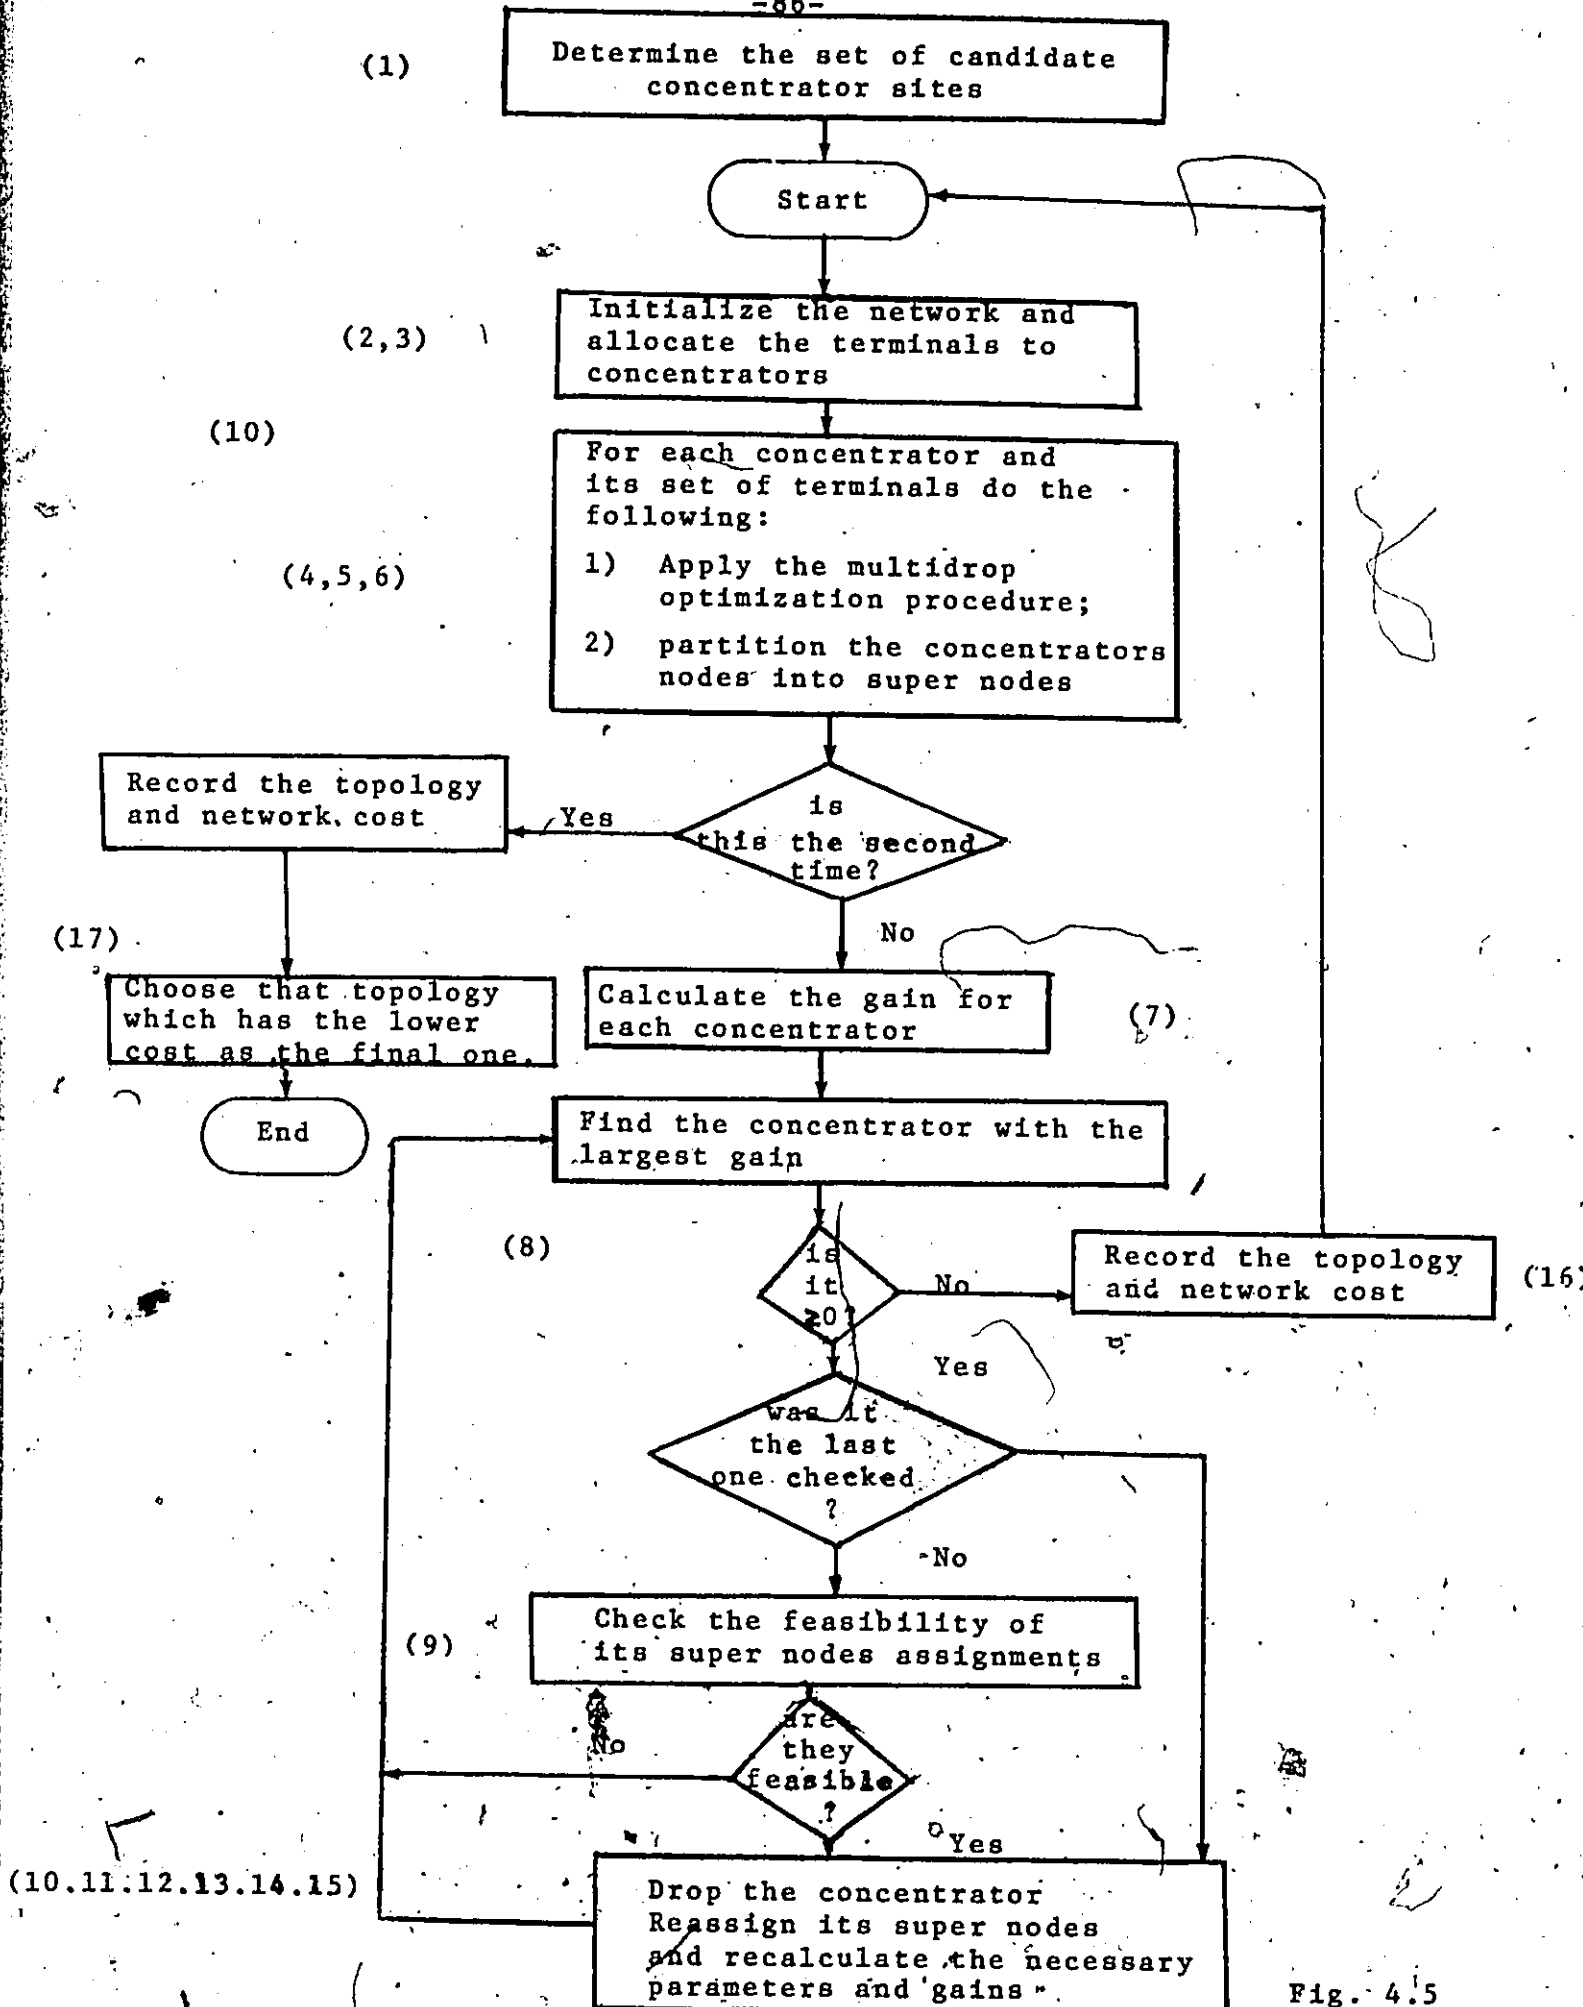 -86-
(1)
Determine the set of candidate
concentrator sites
Start
(2,3)
Initialize the network and
allocate the terminals to
concentrators
(10)
For each concentrator and
its set of terminals do the
following:
(4,5,6)
1) Apply the multidrop
optimization procedure;
2) partition the concentrators
nodes into super nodes
Record the topology
and network cost
Yes
is
this the second
time?
No
(17)
Choose that topology
which has the lower
cost as the final one.
Calculate the gain for
each concentrator
(7)
End
Find the concentrator with the
largest gain
(8)
is
it
≥0?
No
Record the topology
and network cost
(16)
Yes
was it
the last
one checked
?
No
(9)
Check the feasibility of
its super nodes assignments
No
are
they
feasible
?
Yes
(10.11.12.13.14.15)
Drop the concentrator
Reassign its super nodes
and recalculate the necessary
parameters and gains
Fig. 4.5